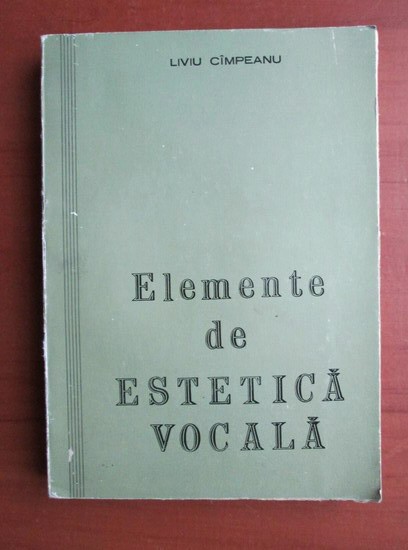 LIVIU CÎMPEANU
Elemente
de
ESTETICĂ
VOCALĂ